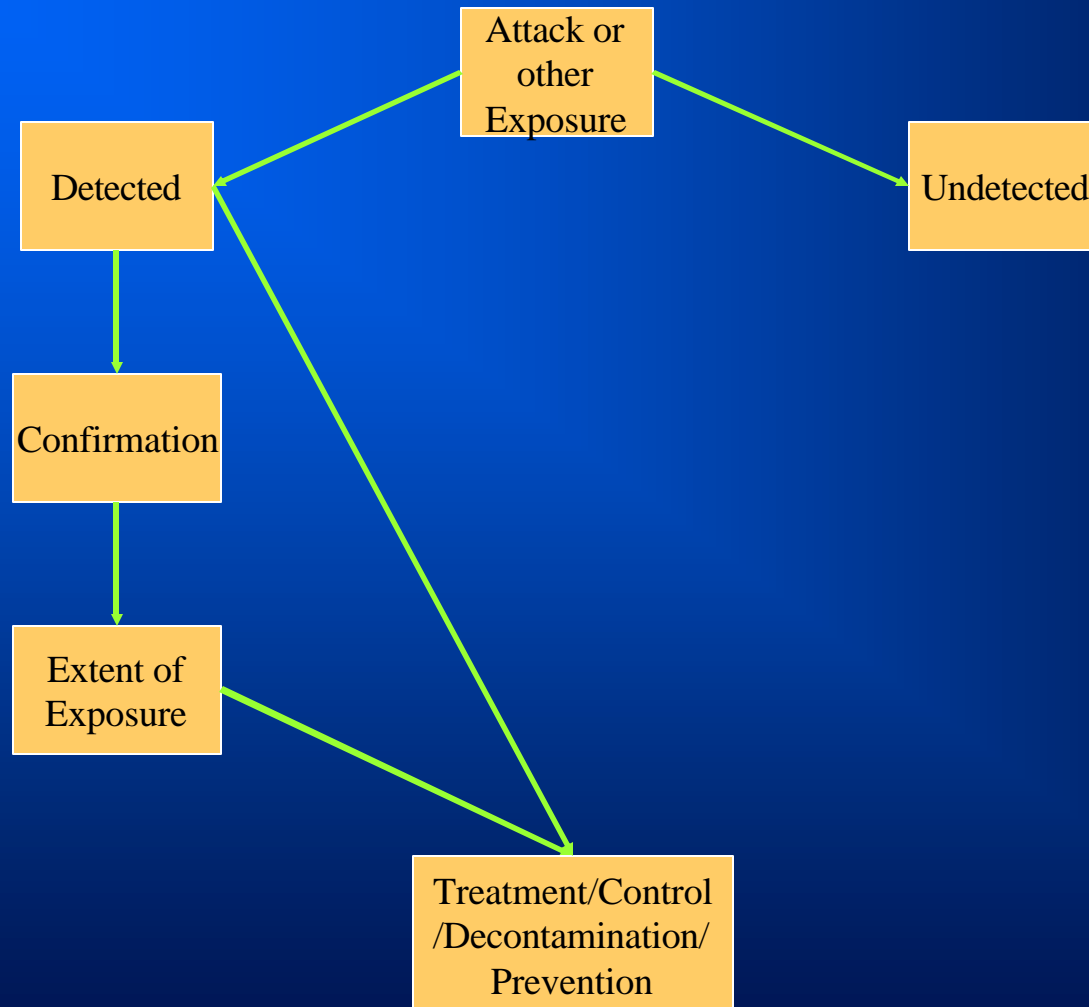 Attack or
other
Exposure
Detected
Undetected
Confirmation
Extent of
Exposure
Treatment/Control
/Decontamination/
Prevention